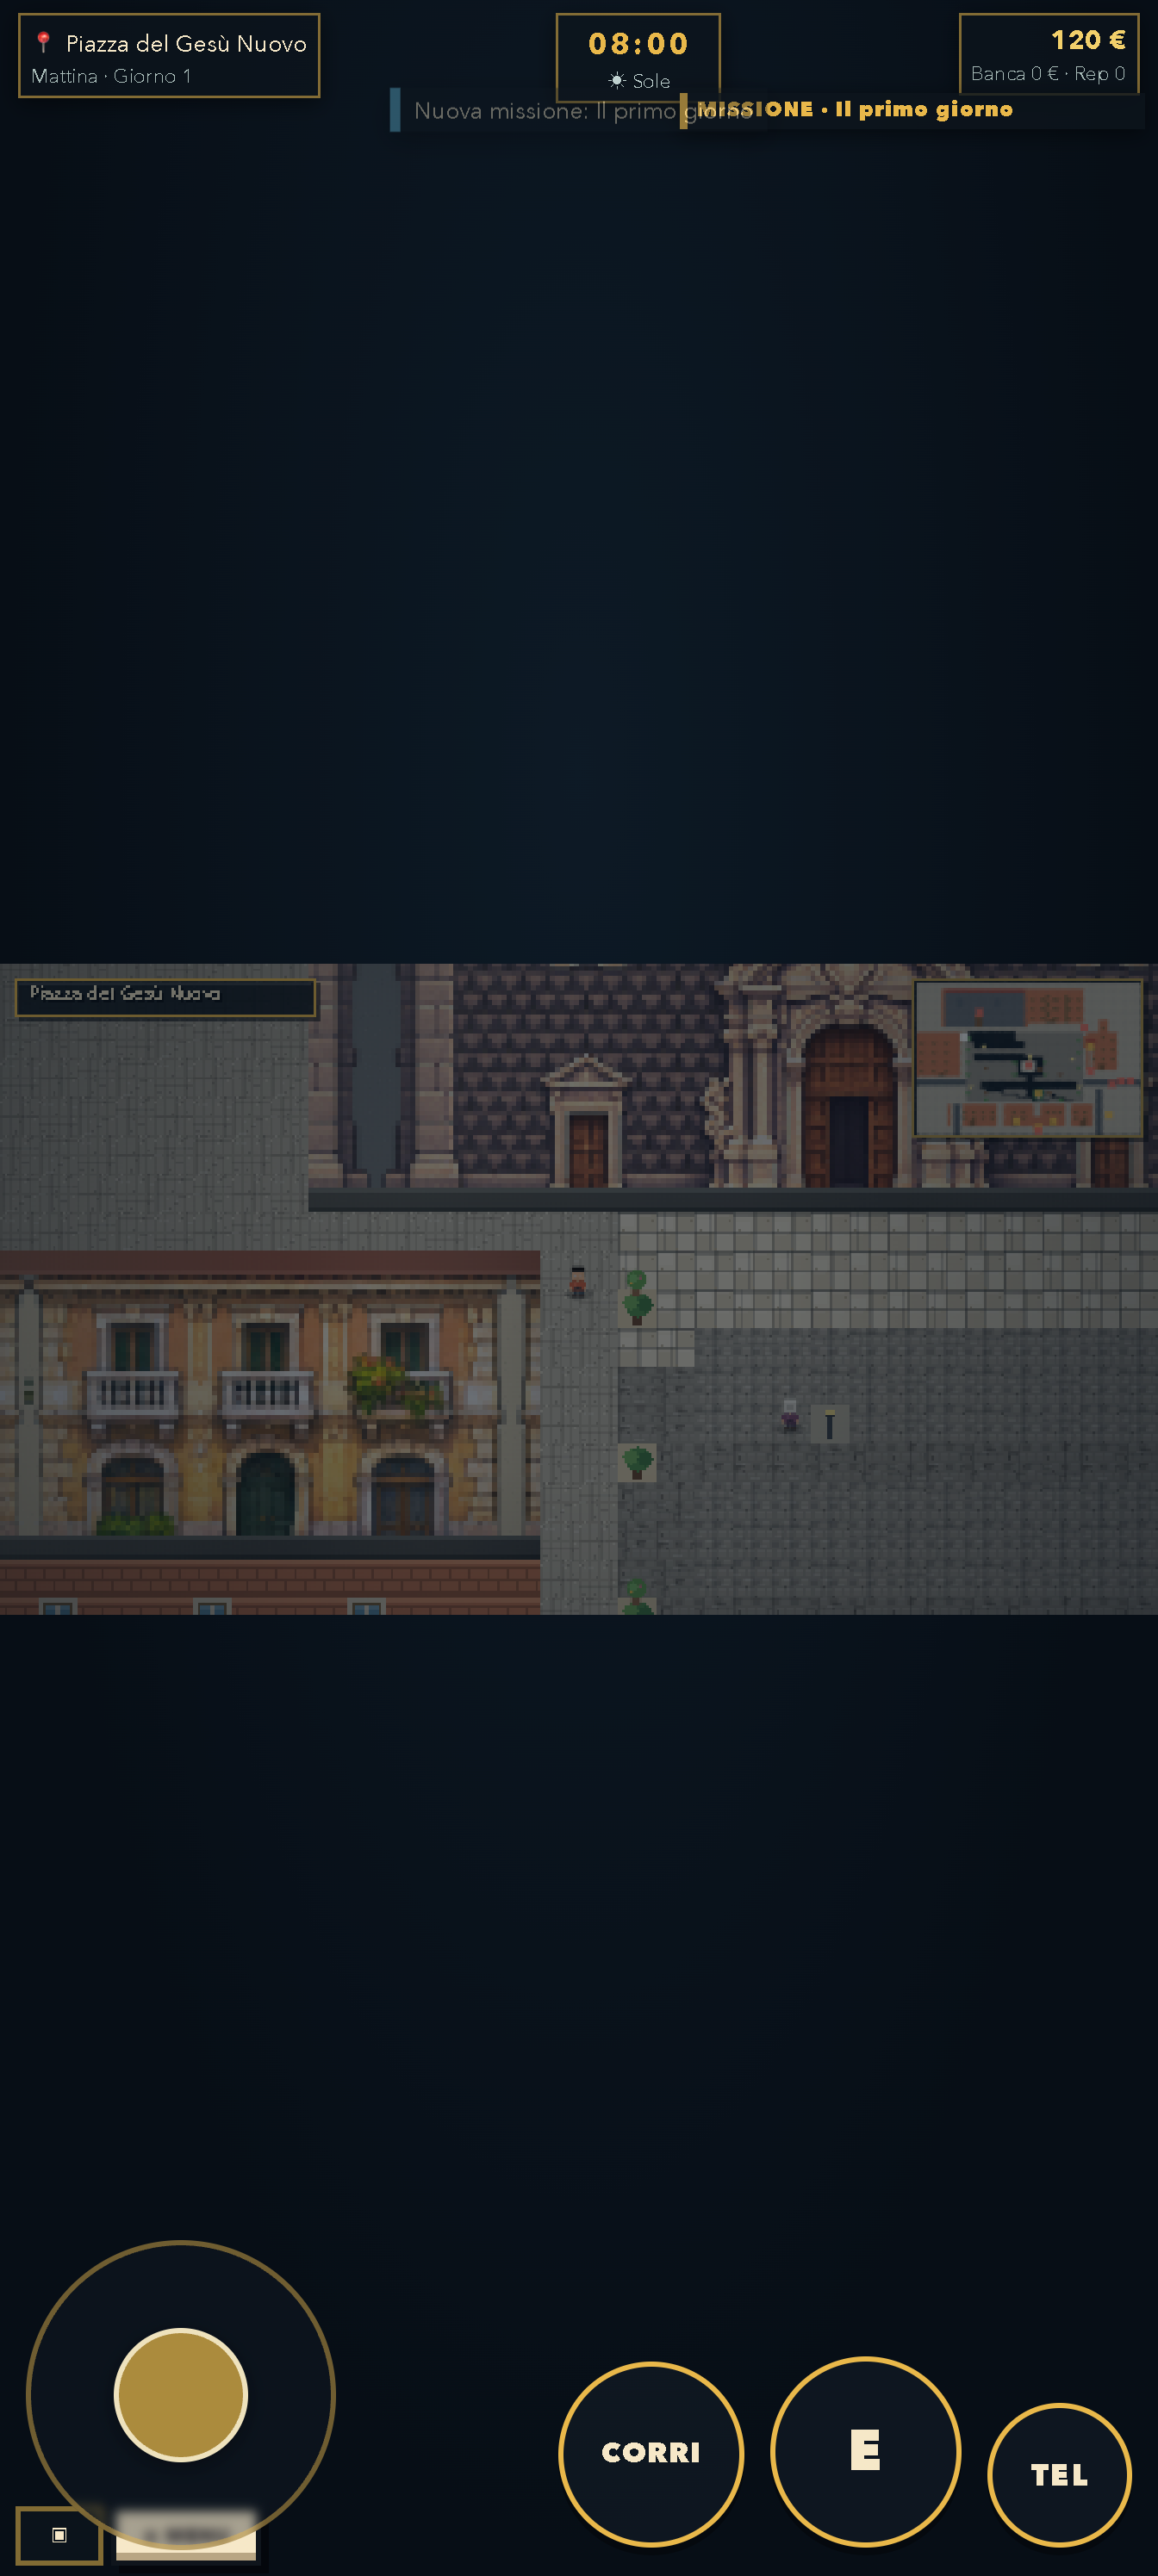 Piazza del Gesù Nuovo
Mattina · Giorno 1
08:00
Sole
120 €
Banca 0 € · Rep 0
Nuova missione: Il primo giorno
MISSIONE · Il primo giorno
Piazza del Gesù Nuovo
CORRI
E
TEL